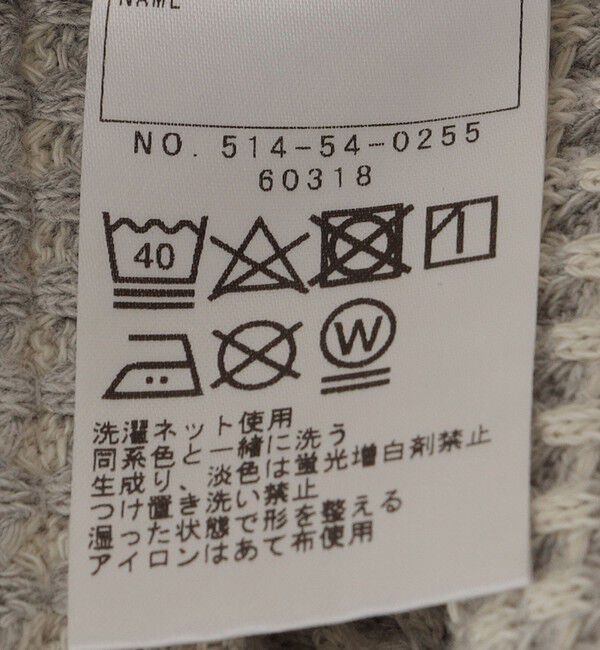 NAME
NO. 514-54-0255
60318
40
W
洗濯ネット使用
同系色と一緒に洗う
生成り、淡色は蛍光増白剤禁止
つけ置き洗い禁止
湿った状態で形を整える
アイロンはあて布使用